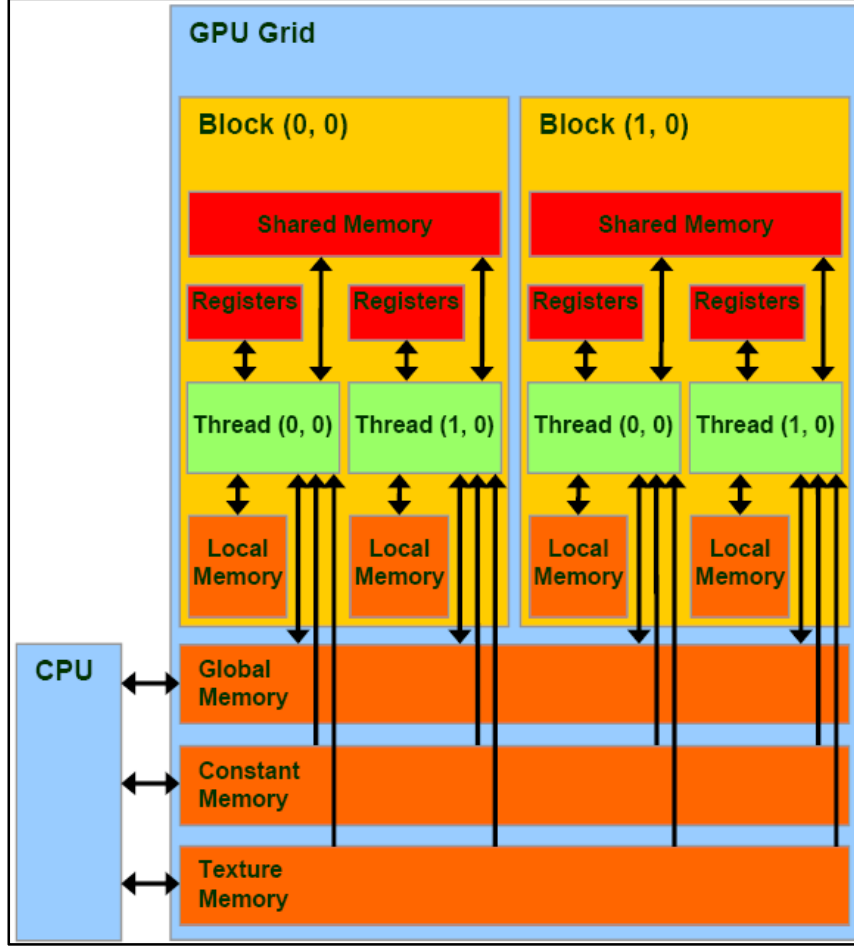 GPU Grid
Block (0, 0)
Shared Memory
Registers
Registers
Thread (0, 0)
Thread (1, 0)
Local
Memory
Local
Memory
Block (1, 0)
Shared Memory
Registers
Registers
Thread (0, 0)
Thread (1, 0)
Local
Memory
Local
Memory
CPU
Global
Memory
Constant
Memory
Texture
Memory